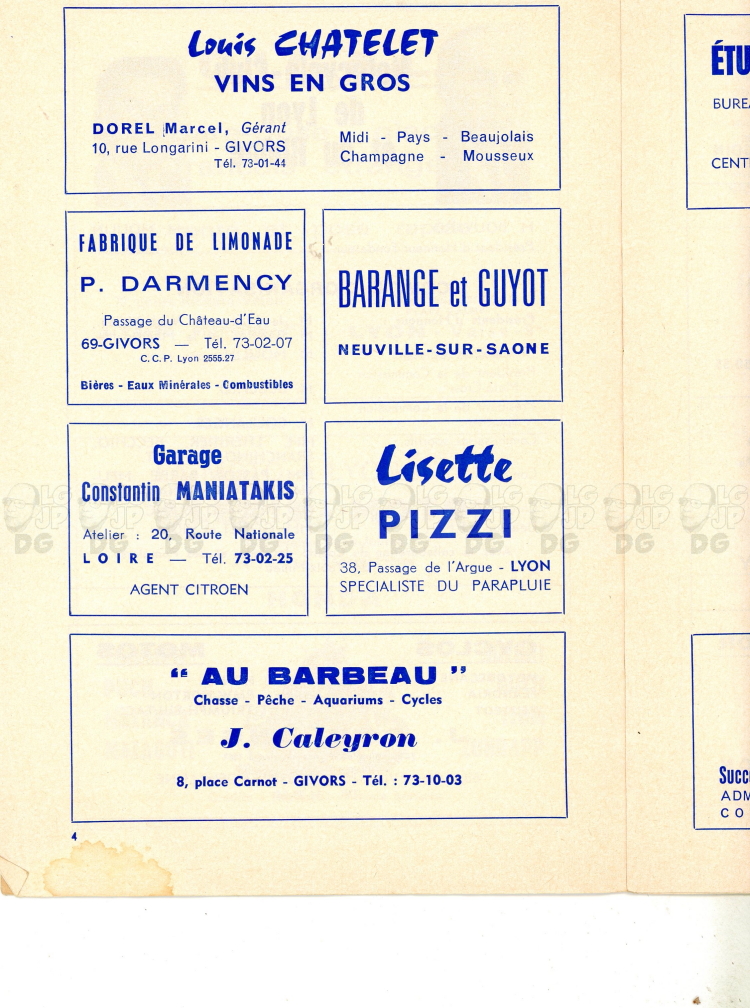 Louis CHATELET
VINS EN GROS
DOREL Marcel, Gérant
10, rue Longarini - GIVORS
Tél. 73-01-44
Midi - Pays - Beaujolais
Champagne - Mousseux
FABRIQUE DE LIMONADE
P. DARMENCY
Passage du Château-d'Eau
69-GIVORS — Tél. 73-02-07
C.C.P. Lyon 2555.27
Bières - Eaux Minérales - Combustibles
BARANGE et GUYOT
NEUVILLE-SUR-SAONE
Garage
Constantin MANIATAKIS
Atelier : 20, Route Nationale
LOIRE — Tél. 73-02-25
AGENT CITROEN
Lisette
PIZZI
38, Passage de l'Argue - LYON
SPECIALISTE DU PARAPLUIE
" AU BARBEAU "
Chasse - Pêche - Aquariums - Cycles
J. Caleyron
8, place Carnot - GIVORS - Tél. : 73-10-03
4
ÉTU
BUREA
CENT
Succ
ADM
CO
LG
JP
DG